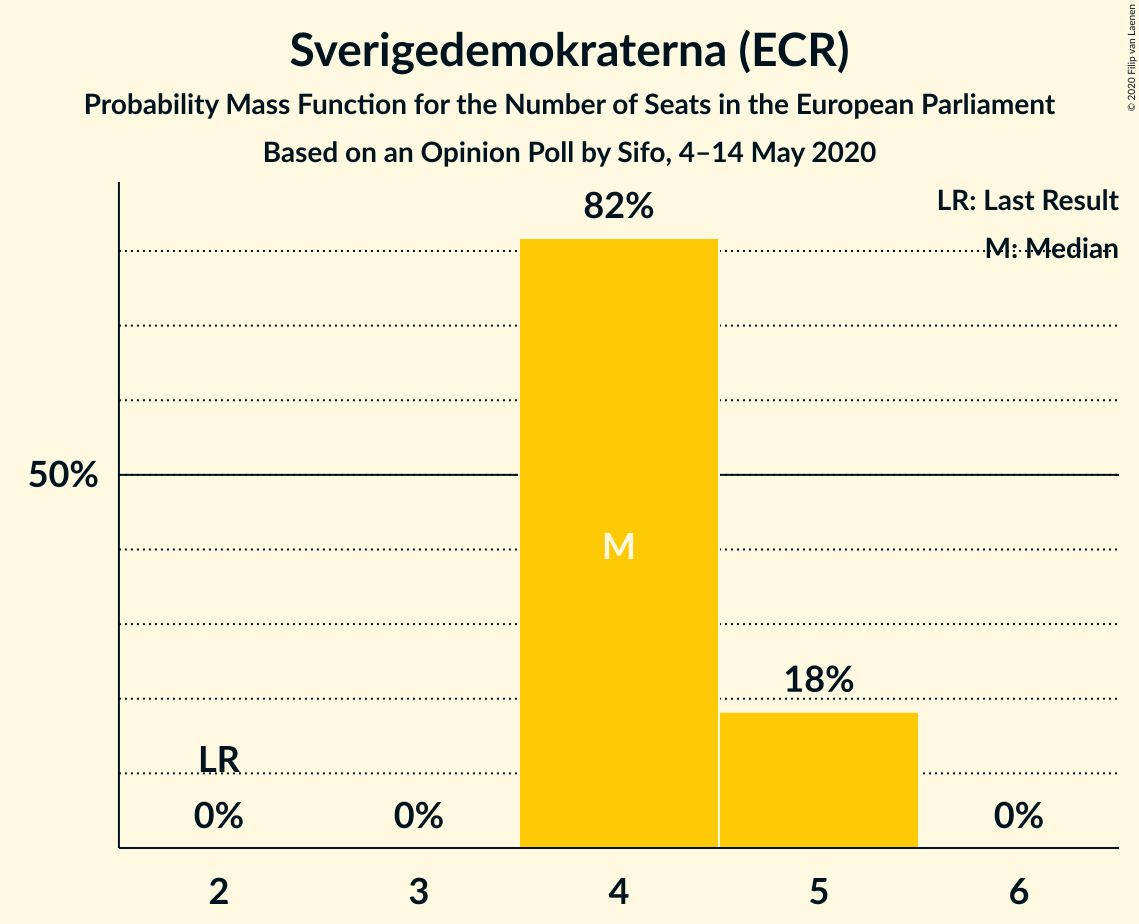 Sverigedemokraterna (ECR)
Probability Mass Function for the Number of Seats in the European Parliament
Based on an Opinion Poll by Sifo, 4–14 May 2020
© 2020 Filip van Laenen
LR: Last Result
M: Median
82%
50%
M
18%
LR
0%
0%
0%
2
3
4
5
6